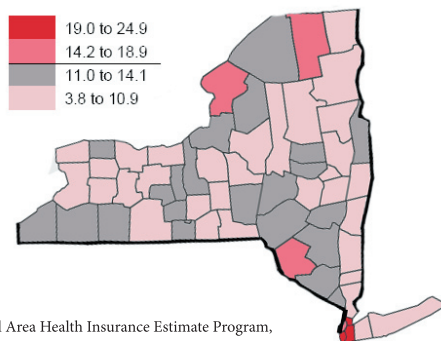 19.0 to 24.9
14.2 to 18.9
11.0 to 14.1
3.8 to 10.9
Area Health Insurance Estimate Program,